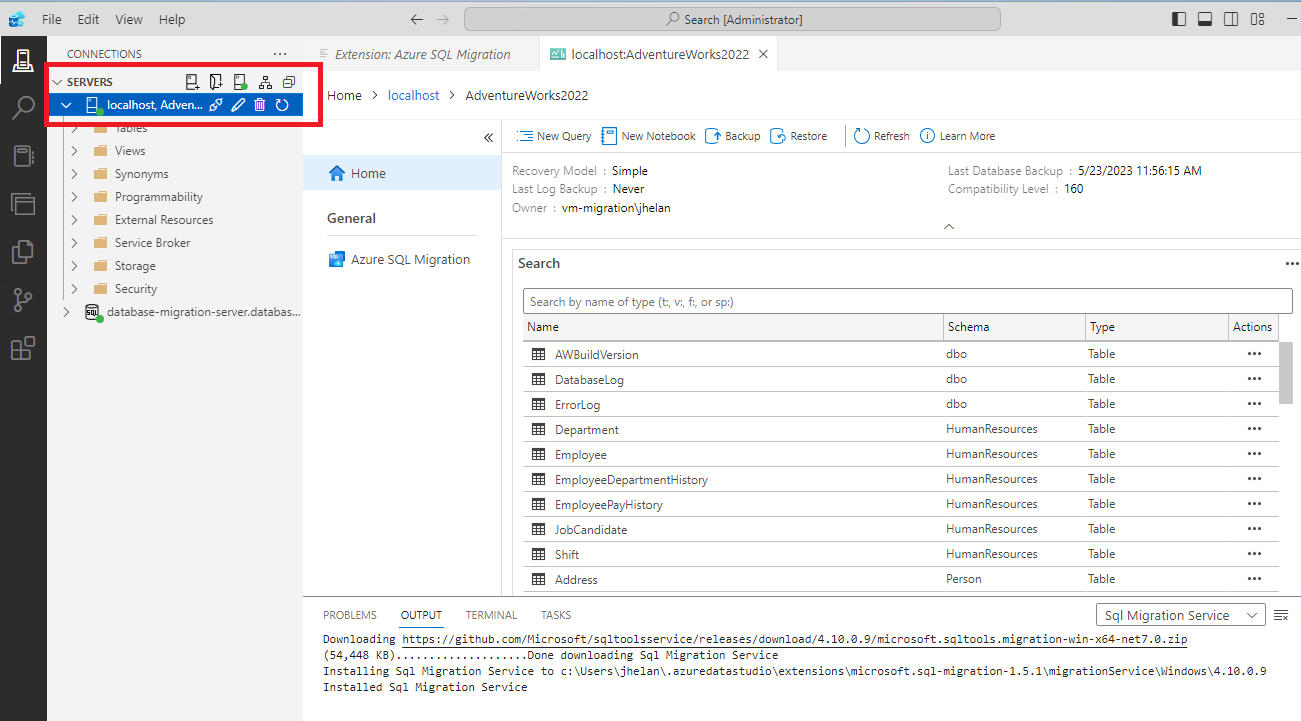 File Edit View Help
Search [Administrator]
CONNECTIONS
SERVERS
localhost, Adven...
Tables
Views
Synonyms
Programmability
External Resources
Service Broker
Storage
Security
SQL database-migration-server.databas...
Extension: Azure SQL Migration
localhost:AdventureWorks2022
Home > localhost > AdventureWorks2022
Home
General
Azure SQL Migration
New Query New Notebook Backup Restore Refresh Learn More
Recovery Model : Simple
Last Database Backup : 5/23/2023 11:56:15 AM
Last Log Backup : Never
Compatibility Level : 160
Owner : vm-migration\jhelan
Search
Search by name of type (t:, v:, f:, or sp:)
Name Schema Type Actions
AWBuildVersion dbo Table
DatabaseLog dbo Table
ErrorLog dbo Table
Department HumanResources Table
Employee HumanResources Table
EmployeeDepartmentHistory HumanResources Table
EmployeePayHistory HumanResources Table
JobCandidate HumanResources Table
Shift HumanResources Table
Address Person Table
PROBLEMS OUTPUT TERMINAL TASKS
Sql Migration Service
Downloading https://github.com/Microsoft/sqltoolsservice/releases/download/4.10.0.9/microsoft.sqltools.migration-win-x64-net7.0.zip
(54,448 KB)....................Done downloading Sql Migration Service
Installing Sql Migration Service to c:\Users\jhelan\.azuredatastudio\extensions\microsoft.sql-migration-1.5.1\migrationService\Windows\4.10.0.9
Installed Sql Migration Service